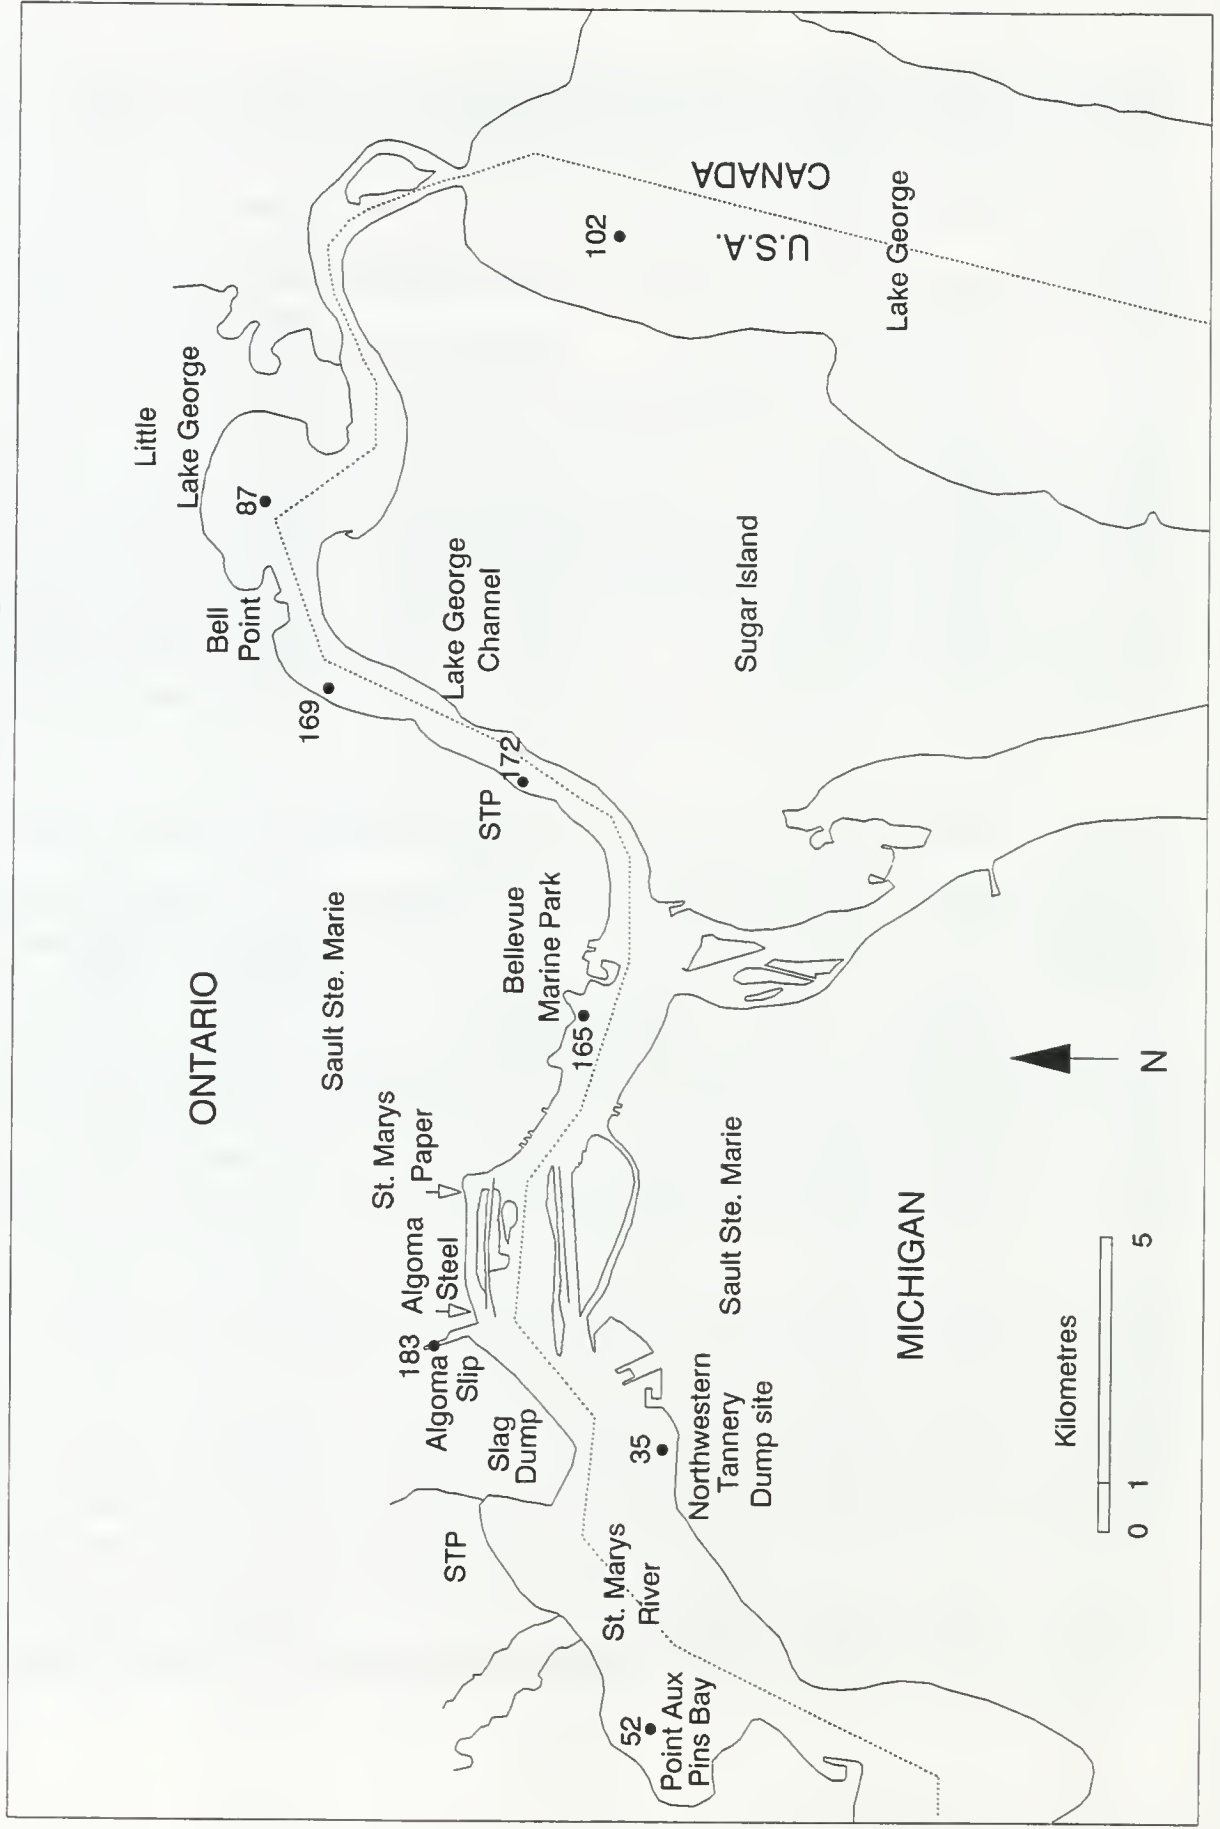 ONTARIO
Little
Lake George
Bell
Point
87
169
Sault Ste. Marie
St. Marys
Paper
Algoma
Steel
183
Algoma
Slip
Slag
Dump
STP
Bellevue
Marine Park
165
STP
172
Lake George
Channel
102
CANADA
U.S.A.
Lake George
Sugar Island
St. Marys
River
52
Point Aux
Pins Bay
35
Northwestern
Tannery
Dump site
Sault Ste. Marie
MICHIGAN
N
Kilometres
0 1 5